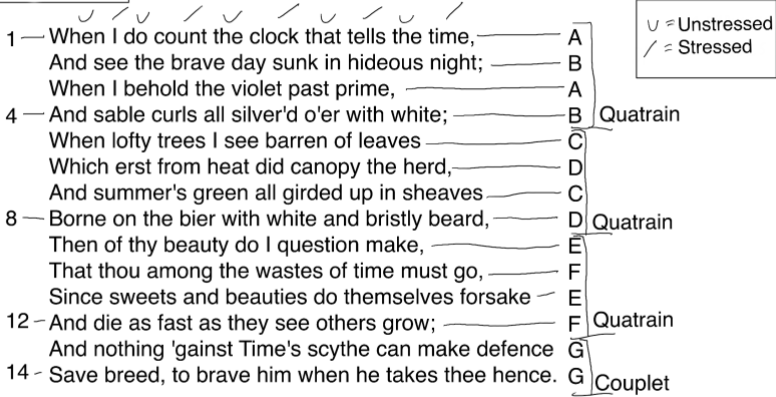 ∪ / ∪ / ∪ / ∪ / ∪ /
∪ = Unstressed
/ = Stressed
1 When I do count the clock that tells the time, A
And see the brave day sunk in hideous night; B
When I behold the violet past prime, A
4 And sable curls all silver'd o'er with white; B Quatrain
When lofty trees I see barren of leaves C
Which erst from heat did canopy the herd, D
And summer's green all girded up in sheaves C
8 Borne on the bier with white and bristly beard, D Quatrain
Then of thy beauty do I question make, E
That thou among the wastes of time must go, F
Since sweets and beauties do themselves forsake E
12 And die as fast as they see others grow; F Quatrain
And nothing 'gainst Time's scythe can make defence G
14 Save breed, to brave him when he takes thee hence. G Couplet